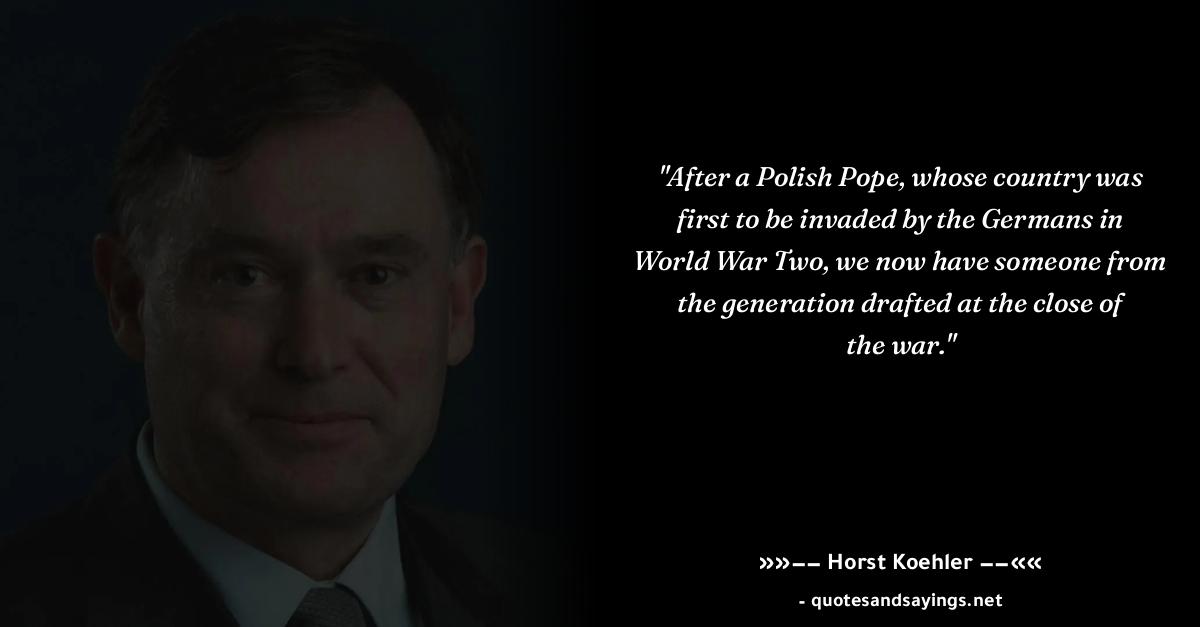 "After a Polish Pope, whose country was
first to be invaded by the Germans in
World War Two, we now have someone from
the generation drafted at the close of
the war."
»»–– Horst Koehler ––««
- quotesandsayings.net